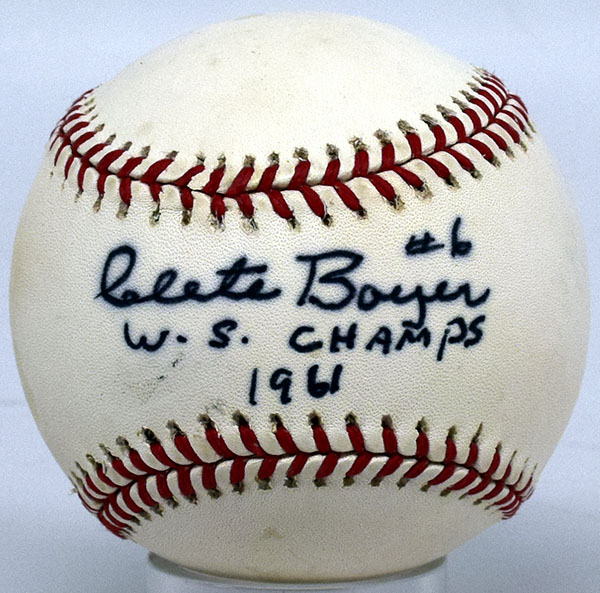 #6
Clete Boyer
W. S. CHAMPS
1961